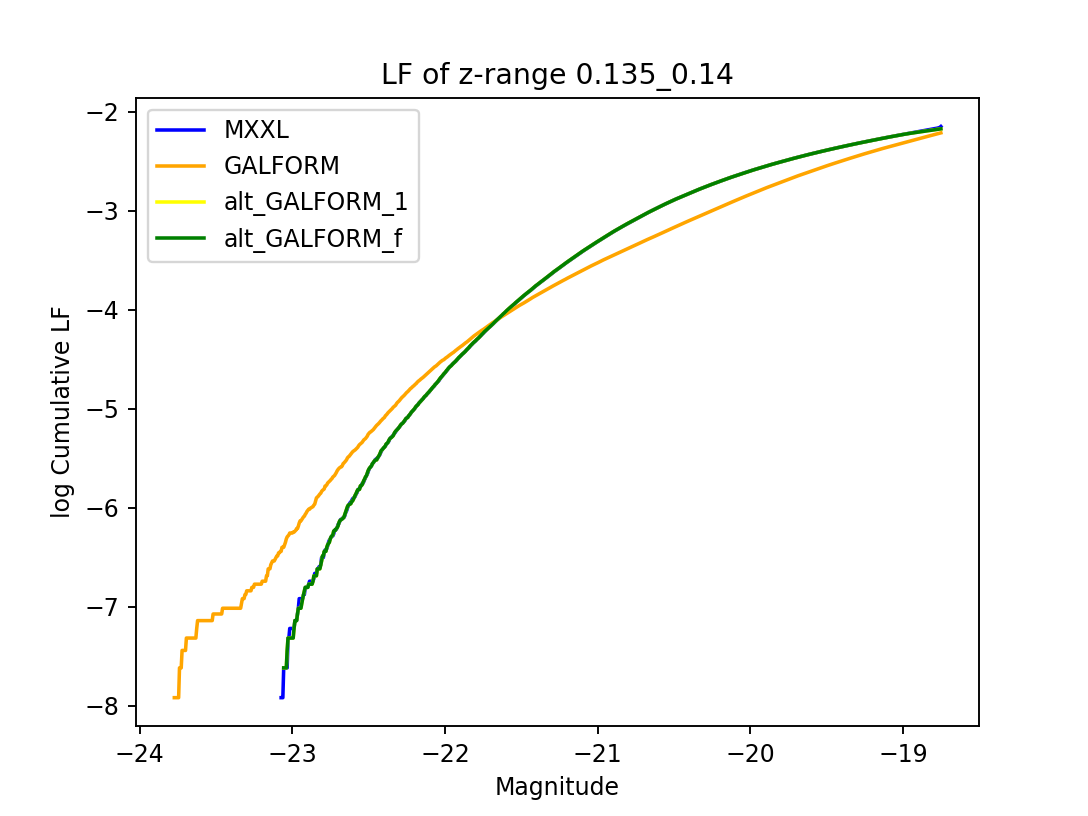 LF of z-range 0.135_0.14
MXXL
GALFORM
alt_GALFORM_1
alt_GALFORM_f
log Cumulative LF
−2
−3
−4
−5
−6
−7
−8
−24
−23
−22
−21
−20
−19
Magnitude